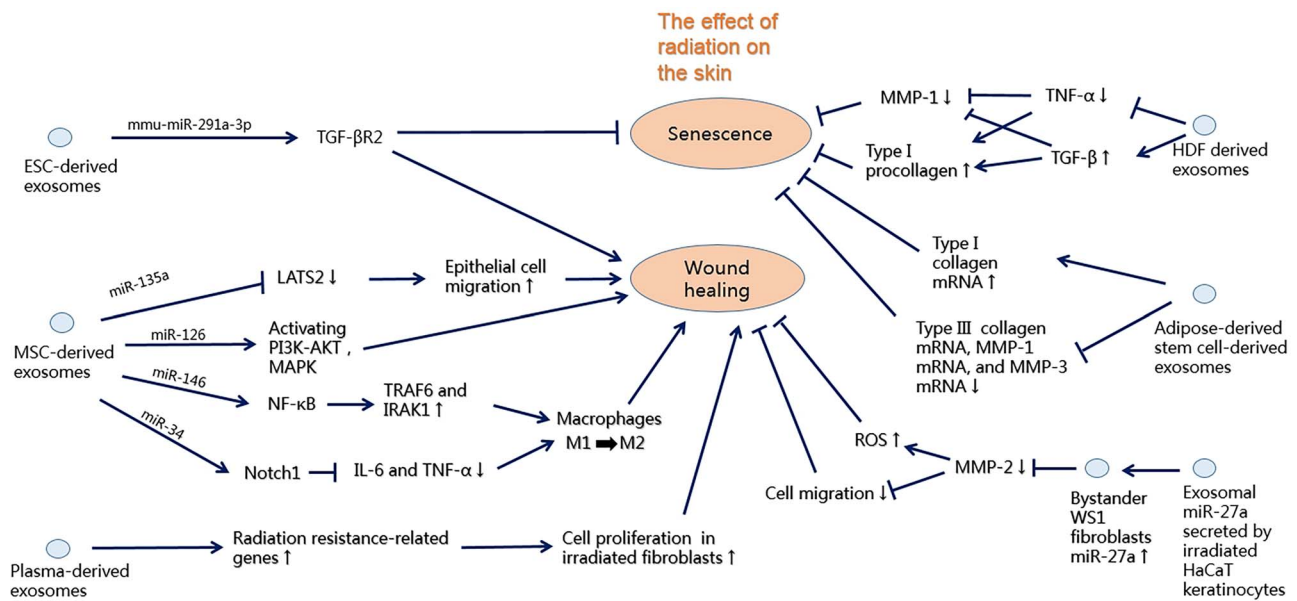 The effect of
radiation on
the skin
mmu-miR-291a-3p
TGF-βR2
ESC-derived
exosomes
Senescence
MMP-1↓
TNF-α↓
Type I
procollagen ↑
TGF-β ↑
HDF derived
exosomes
miR-135a
LATS2 ↓
Epithelial cell
migration ↑
Wound
healing
MSC-derived
exosomes
miR-126
Activating
PI3K-AKT ,
MAPK
miR-146
NF-κB
TRAF6 and
IRAK1 ↑
miR-34
Notch1
IL-6 and TNF-α ↓
Macrophages
M1 ➡ M2
Type I
collagen
mRNA ↑
Type III collagen
mRNA, MMP-1
mRNA, and MMP-3
mRNA ↓
Adipose-derived
stem cell-derived
exosomes
ROS ↑
MMP-2 ↓
Cell migration ↓
Bystander
WS1
fibroblasts
miR-27a ↑
Exosomal
miR-27a
secreted by
irradiated
HaCaT
keratinocytes
Plasma-derived
exosomes
Radiation resistance-related
genes ↑
Cell proliferation in
irradiated fibroblasts ↑